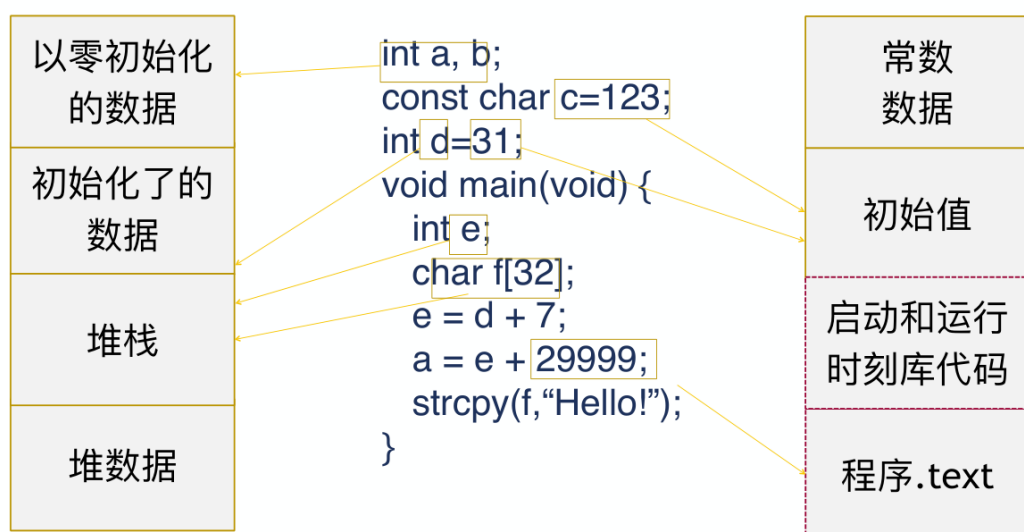 以零初始化
的数据
初始化了的
数据
堆栈
堆数据
int a, b;
const char c=123;
int d=31;
void main(void) {
int e;
char f[32];
e = d + 7;
a = e + 29999;
strcpy(f,“Hello!”);
}
常数
数据
初始值
启动和运行
时刻库代码
程序.text